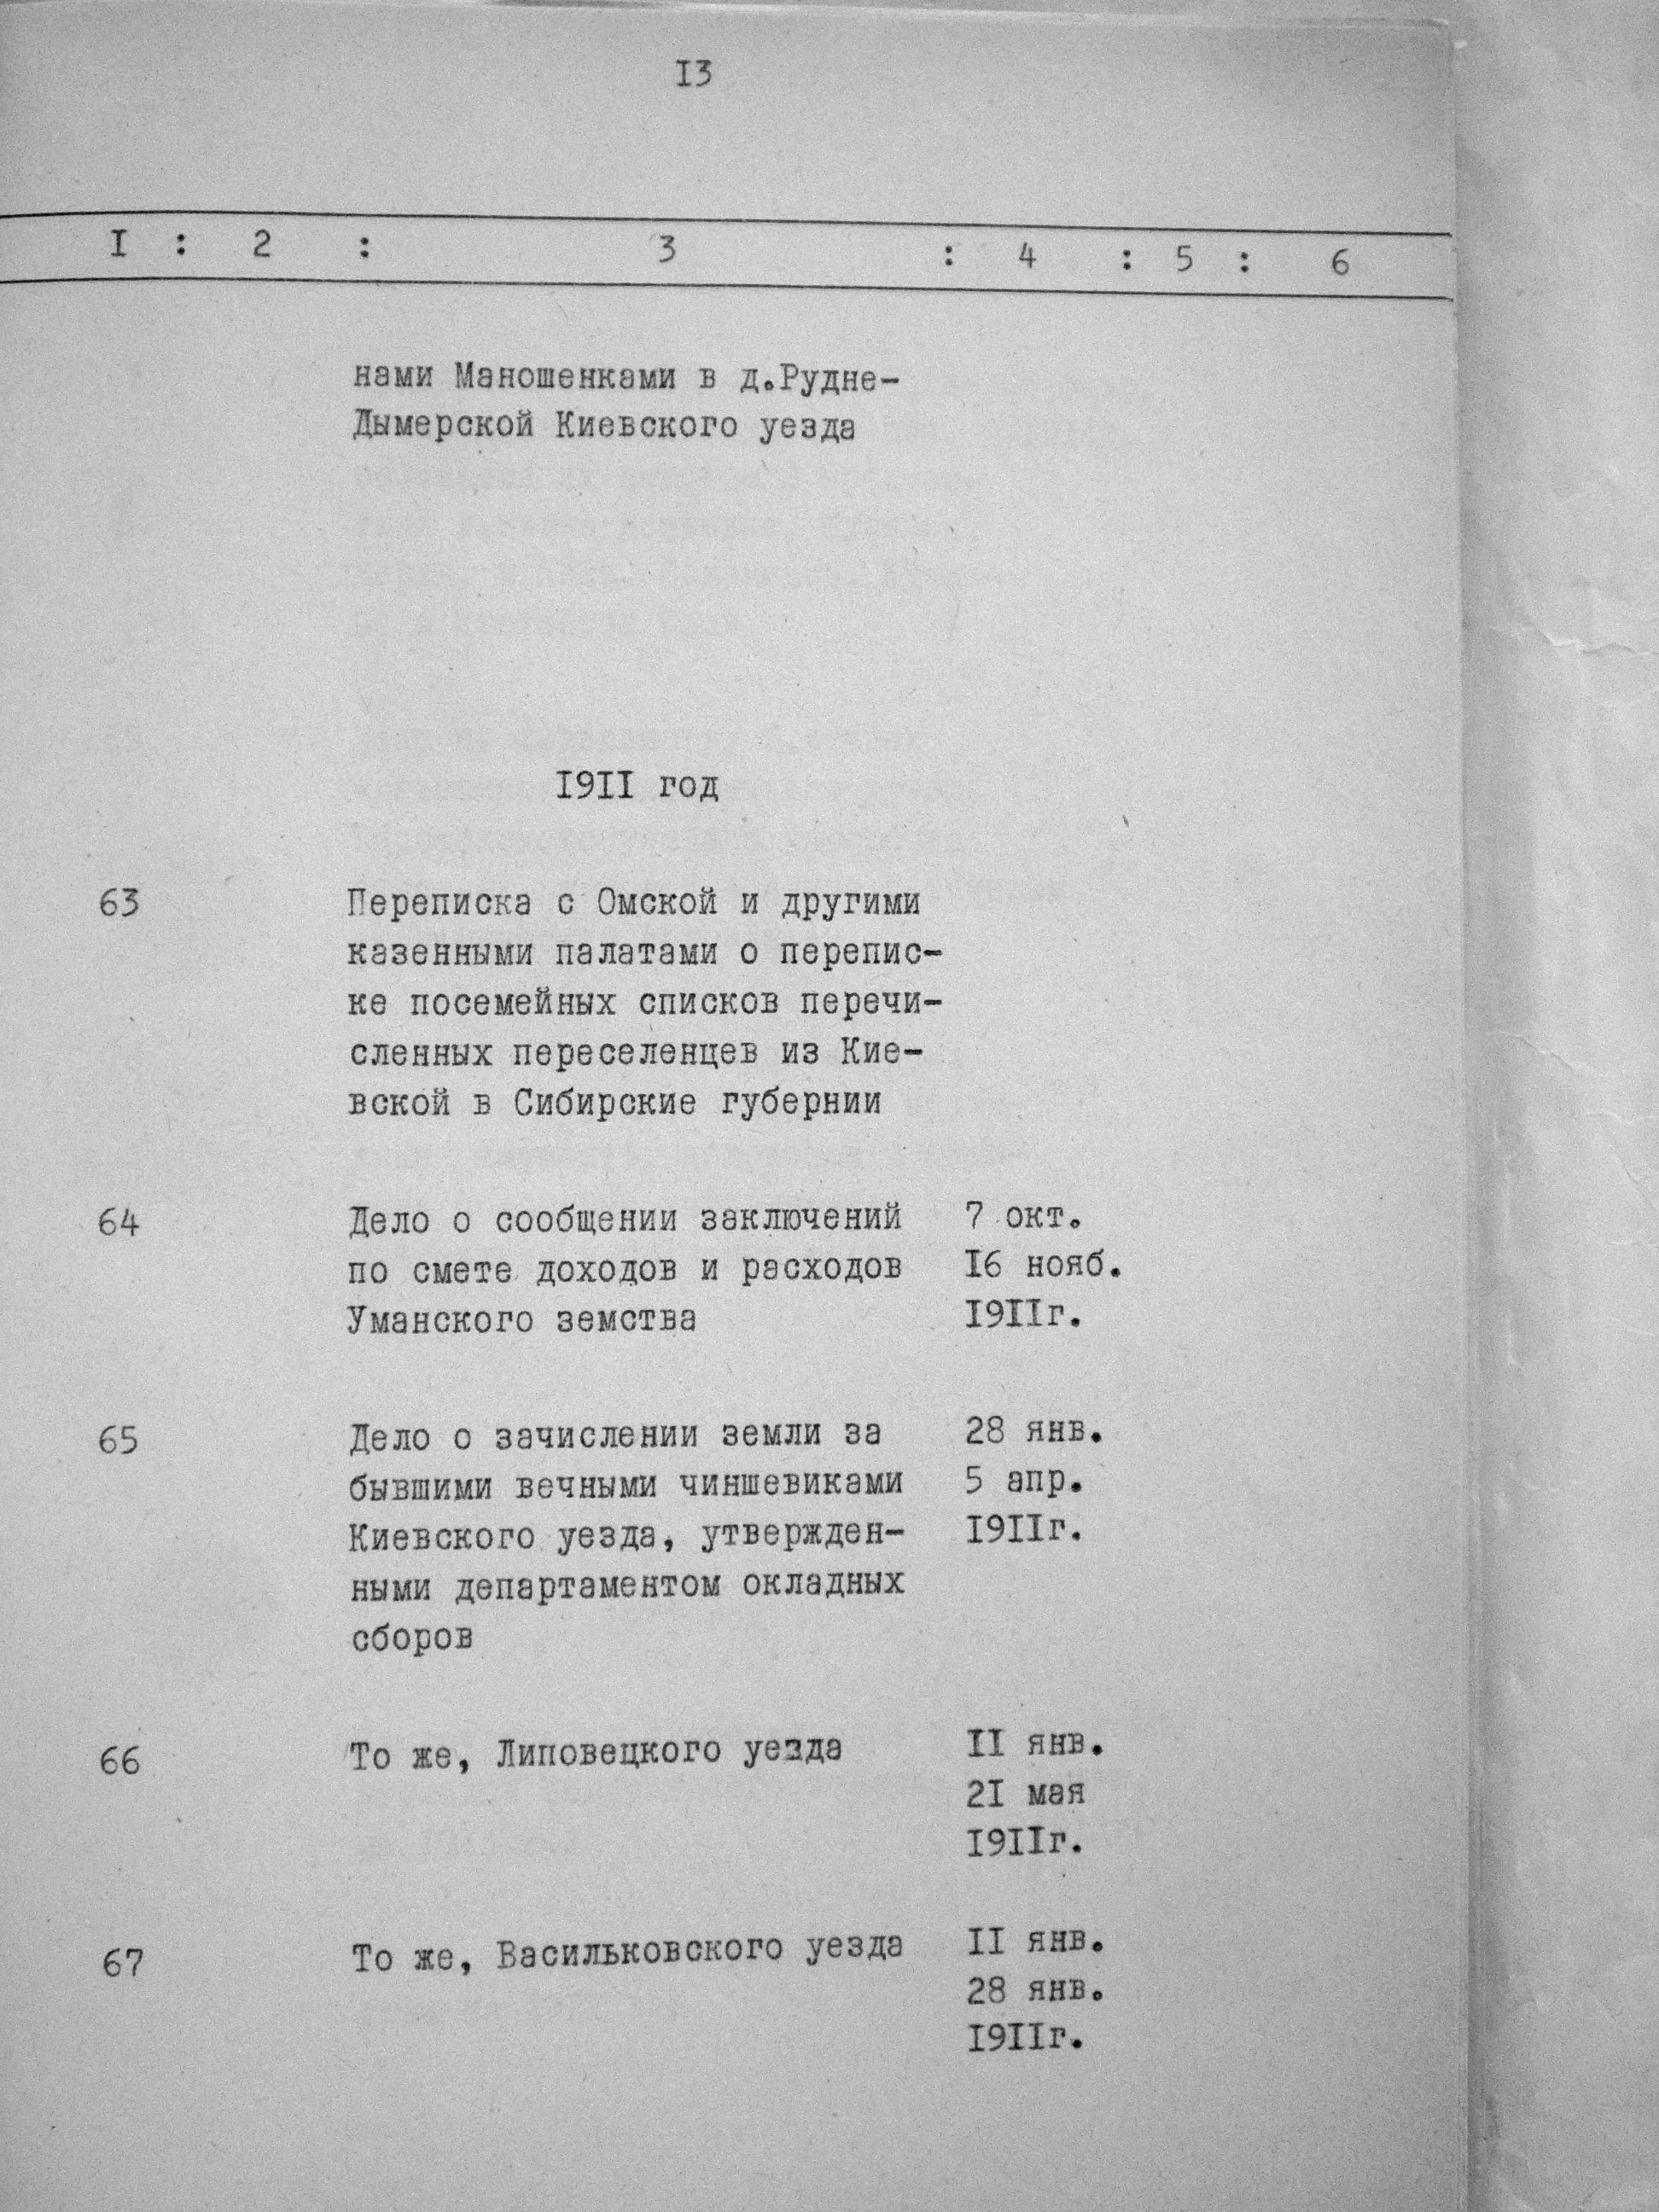 I3
I : 2 : 3 : 4 : 5 : 6
нами Маношенками в д.Рудне-
Дымерской Киевского уезда
I9II год
63 Переписка с Омской и другими
казенными палатами о перепис-
ке посемейных списков перечи-
сленных переселенцев из Кие-
вской в Сибирские губернии
64 Дело о сообщении заключений 7 окт.
по смете доходов и расходов I6 нояб.
Уманского земства I9IIг.
65 Дело о зачислении земли за 28 янв.
бывшими вечными чиншевиками 5 апр.
Киевского уезда, утвержден- I9IIг.
ными департаментом окладных
сборов
66 То же, Липовецкого уезда II янв.
2I мая
I9IIг.
67 То же, Васильковского уезда II янв.
28 янв.
I9IIг.